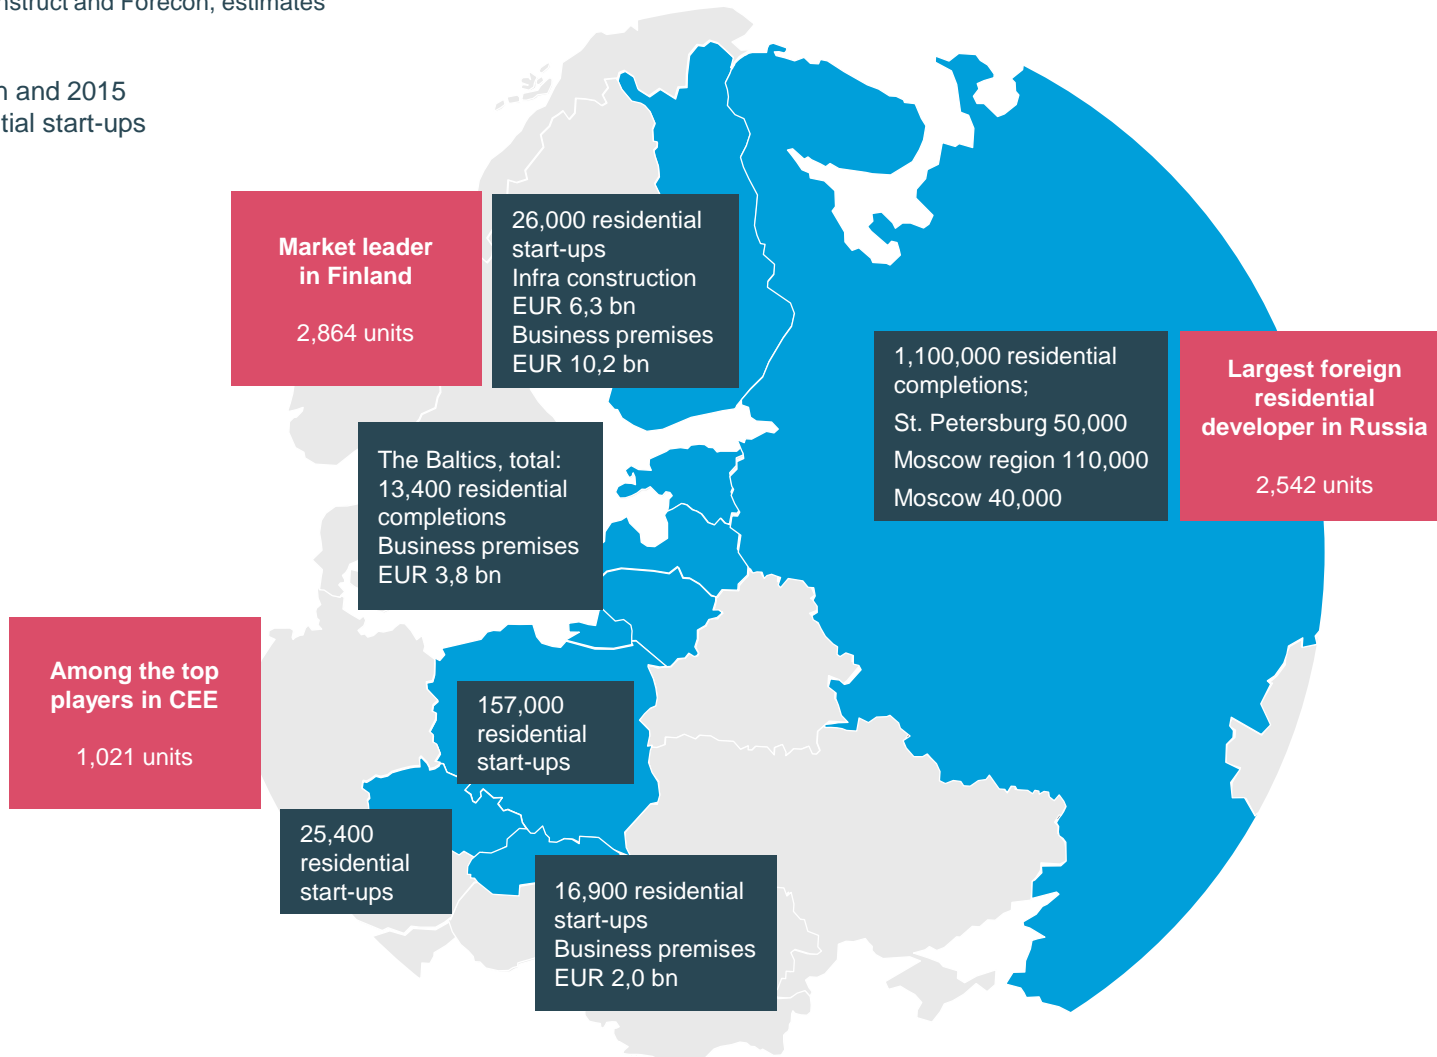 and Forecon, estimates
and 2015
start-ups
Market leader
in Finland
2,864 units
26,000 residential
start-ups
Infra construction
EUR 6,3 bn
Business premises
EUR 10,2 bn
1,100,000 residential
completions;
St. Petersburg 50,000
Moscow region 110,000
Moscow 40,000
Largest foreign
residential
developer in Russia
2,542 units
The Baltics, total:
13,400 residential
completions
Business premises
EUR 3,8 bn
Among the top
players in CEE
1,021 units
157,000
residential
start-ups
25,400
residential
start-ups
16,900 residential
start-ups
Business premises
EUR 2,0 bn